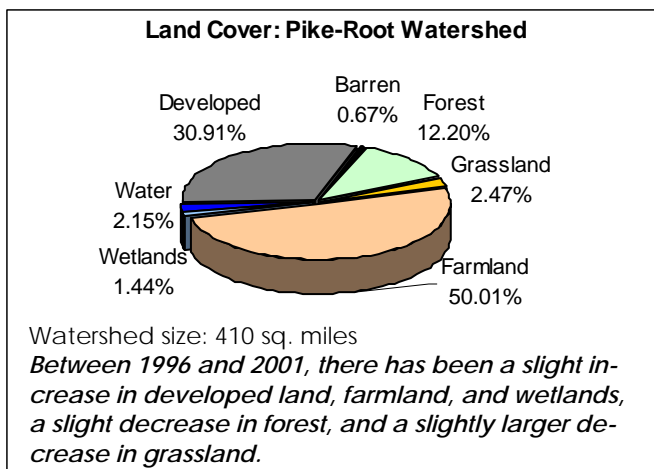 Land Cover: Pike-Root Watershed
Barren
0.67%
Developed
30.91%
Forest
12.20%
Grassland
2.47%
Water
2.15%
Wetlands
1.44%
Farmland
50.01%
Watershed size: 410 sq. miles
Between 1996 and 2001, there has been a slight in-
crease in developed land, farmland, and wetlands,
a slight decrease in forest, and a slightly larger de-
crease in grassland.